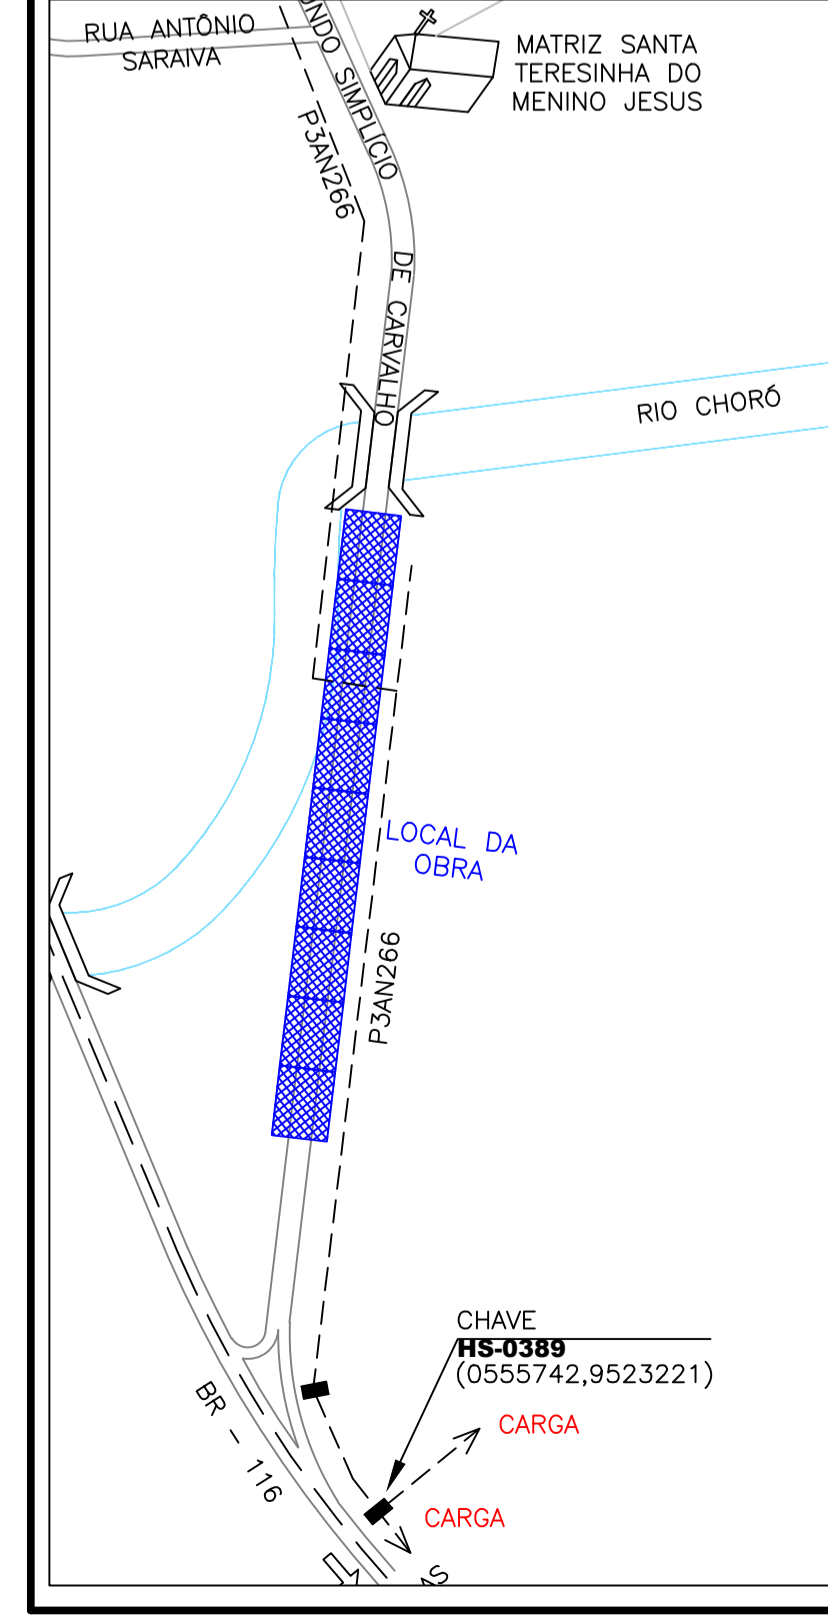 RUA ANTÔNIO
SARAIVA
SIMPLÍCIO
DE CARVALHO
MATRIZ SANTA
TERESINHA DO
MENINO JESUS
P3AN266
RIO CHORÓ
LOCAL DA
OBRA
P3AN266
CHAVE
HS-0389
(0555742,9523221)
CARGA
CARGA
BR - 116